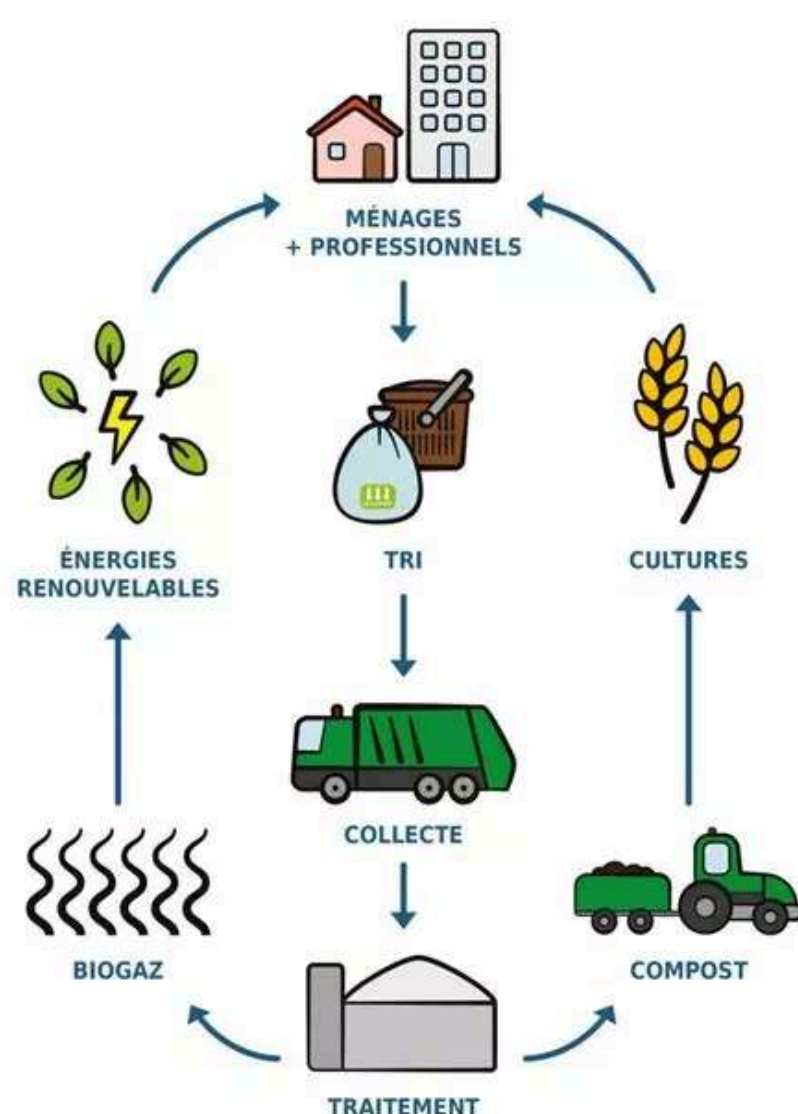 MÉNAGES
+ PROFESSIONNELS
ÉNERGIES
RENOUVELABLES
TRI
CULTURES
COLLECTE
BIOGAZ
COMPOST
TRAITEMENT